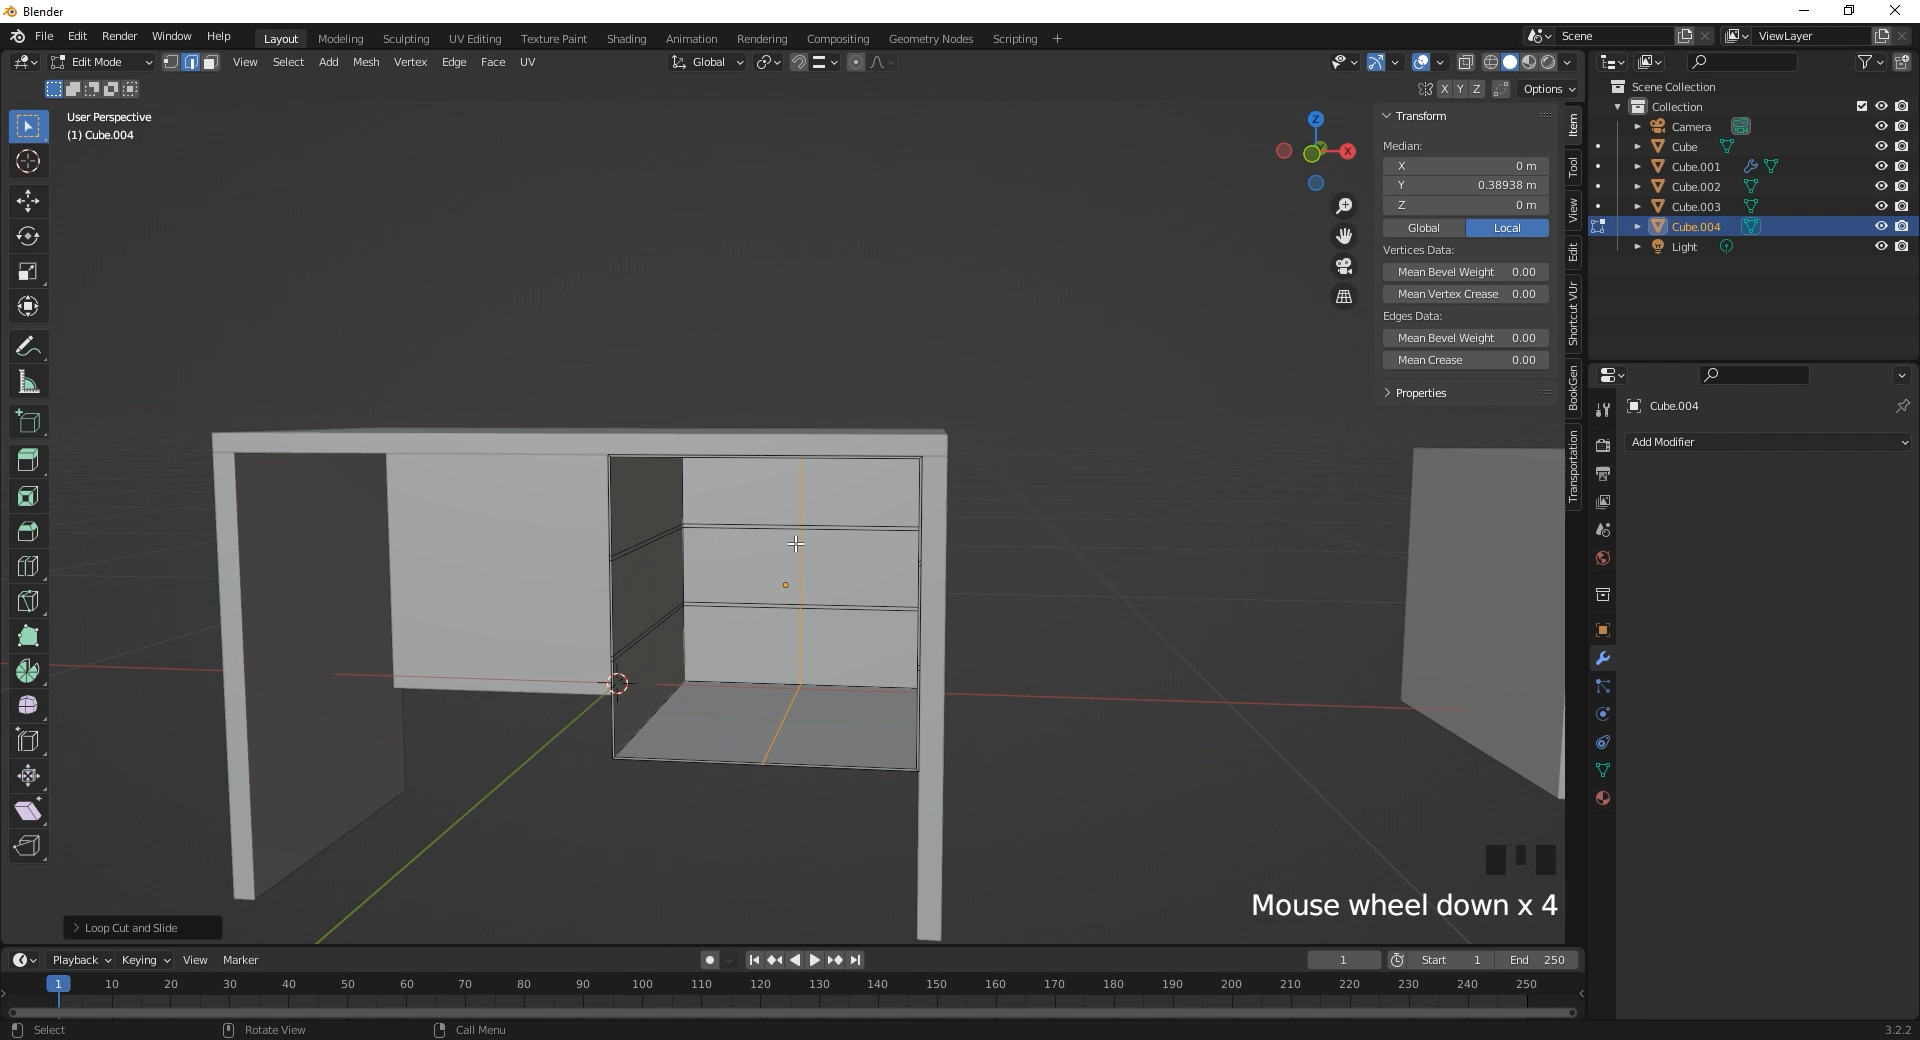 Blender
File Edit Render Window Help
Layout Modeling Sculpting UV Editing Texture Paint Shading Animation Rendering Compositing Geometry Nodes Scripting +
Scene ViewLayer
Edit Mode View Select Add Mesh Vertex Edge Face UV Global
X Y Z Options
User Perspective
(1) Cube.004
Z
X
Transform
Median:
X 0 m
Y 0.38938 m
Z 0 m
Global Local
Vertices Data:
Mean Bevel Weight 0.00
Mean Vertex Crease 0.00
Edges Data:
Mean Bevel Weight 0.00
Mean Crease 0.00
Properties
Item
Tool
View
Edit
Shortcut VUr
BookGen
Transportation
Scene Collection
Collection
Camera
Cube
Cube.001
Cube.002
Cube.003
Cube.004
Light
Cube.004
Add Modifier
Mouse wheel down x 4
Loop Cut and Slide
Playback Keying View Marker
1 Start 1 End 250
1 10 20 30 40 50 60 70 80 90 100 110 120 130 140 150 160 170 180 190 200 210 220 230 240 250
Select Rotate View Call Menu 3.2.2